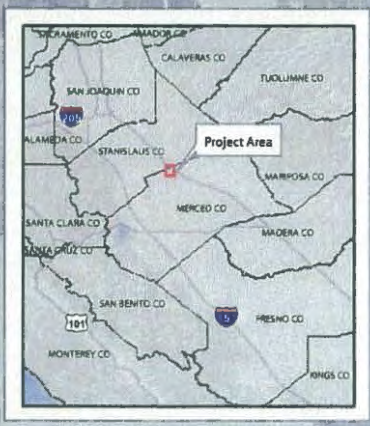 SACRAMENTO CO
AMADOR CO
CALAVERAS CO
TUOLUMNE CO
SAN JOAQUIN CO
205
ALAMEDA CO
STANISLAUS CO
Project Area
MARIPOSA CO
MERCED CO
SANTA CLARA CO
MADERA CO
SANTA CRUZ CO
SAN BENITO CO
5
FRESNO CO
101
MONTEREY CO
KINGS CO